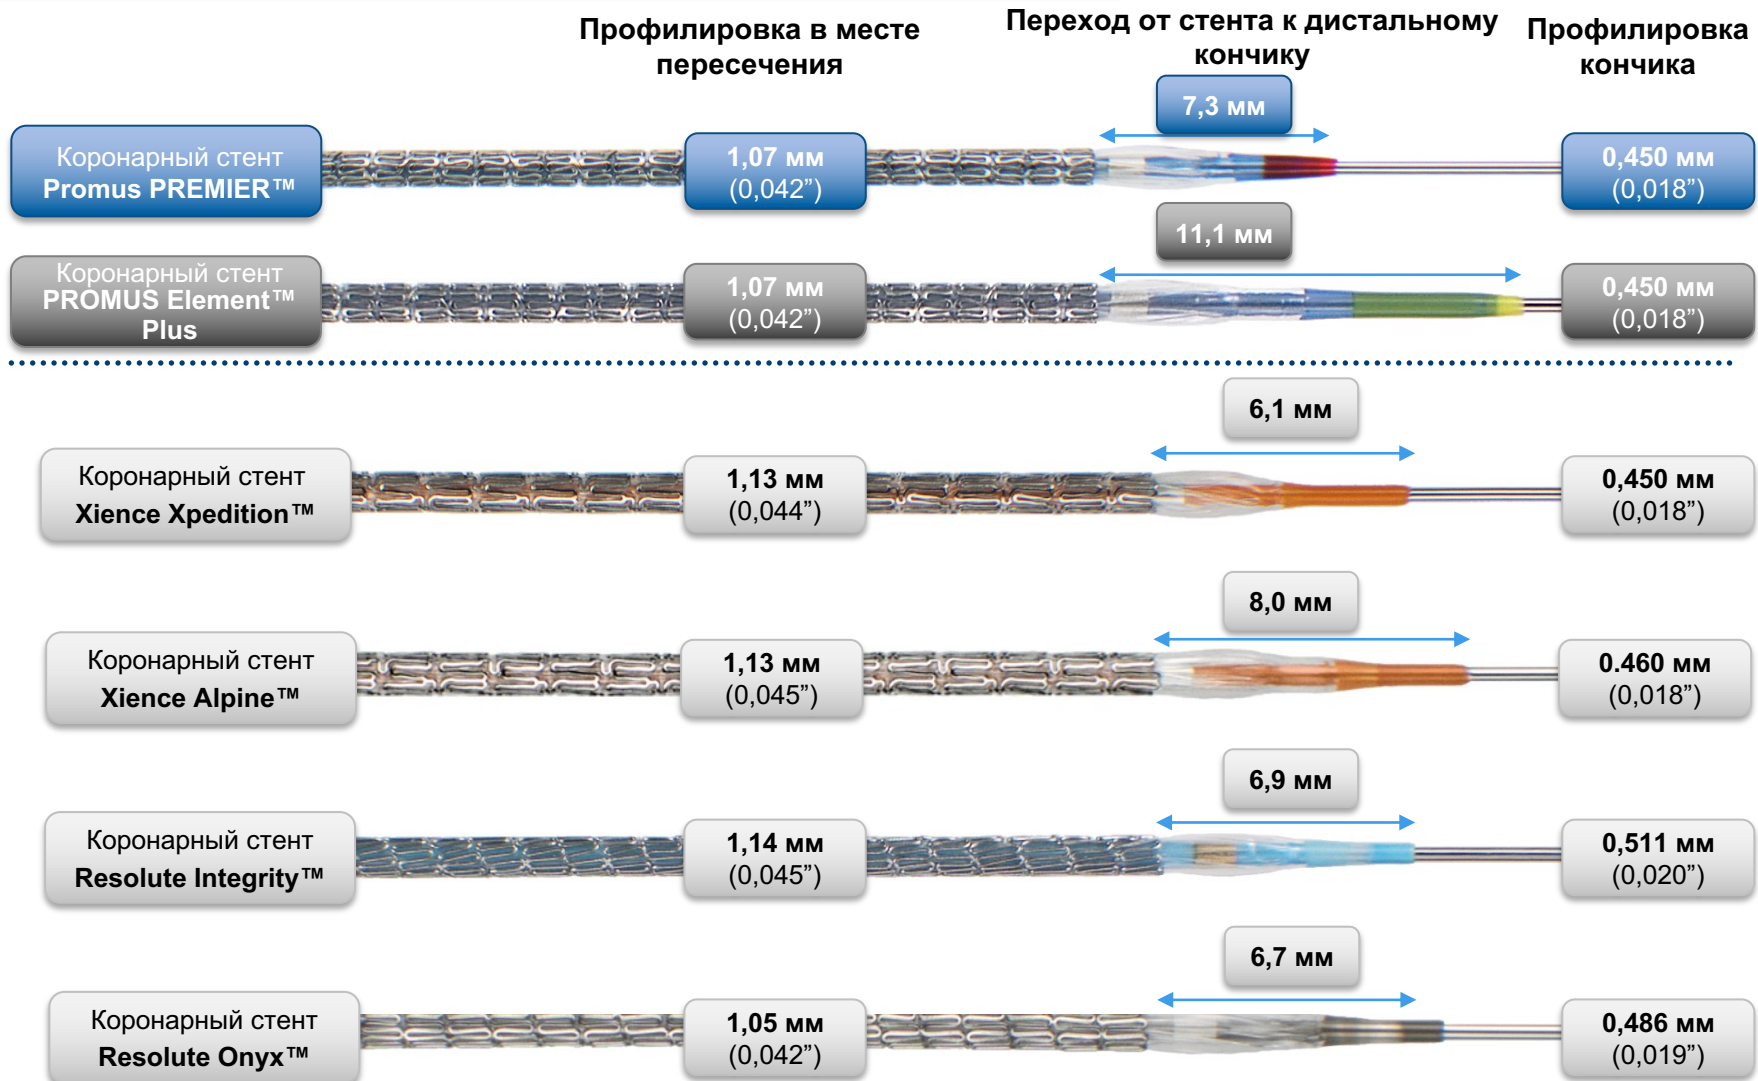 Профилировка в месте
пересечения
Переход от стента к дистальному
кончику
Профилировка
кончика
7,3 мм
Коронарный стент
Promus PREMIER™
1,07 мм
(0,042”)
0,450 мм
(0,018”)
11,1 мм
Коронарный стент
PROMUS Element™
Plus
1,07 мм
(0,042”)
0,450 мм
(0,018”)
6,1 мм
Коронарный стент
Xience Xpedition™
1,13 мм
(0,044”)
0,450 мм
(0,018”)
8,0 мм
Коронарный стент
Xience Alpine™
1,13 мм
(0,045”)
0.460 мм
(0,018”)
6,9 мм
Коронарный стент
Resolute Integrity™
1,14 мм
(0,045”)
0,511 мм
(0,020”)
6,7 мм
Коронарный стент
Resolute Onyx™
1,05 мм
(0,042”)
0,486 мм
(0,019”)